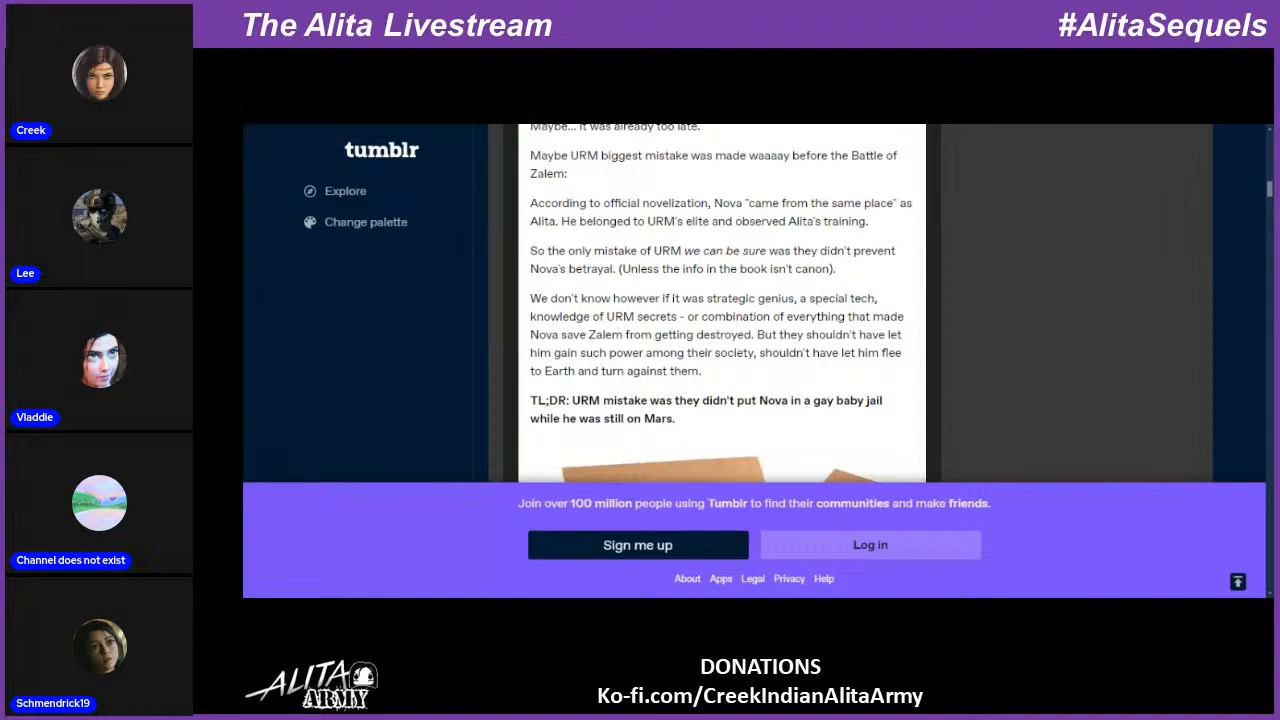 The Alita Livestream
#AlitaSequels
Creek
Lee
Vladdie
Channel does not exist
Schmendrick19
tumblr
Explore
Change palette
Maybe... it was already too late.
Maybe URM biggest mistake was made waaaay before the Battle of
Zalem:
According to official novelization, Nova "came from the same place" as
Alita. He belonged to URM's elite and observed Alita's training.
So the only mistake of URM we can be sure was they didn't prevent
Nova's betrayal. (Unless the info in the book isn't canon).
We don't know however if it was strategic genius, a special tech,
knowledge of URM secrets - or combination of everything that made
Nova save Zalem from getting destroyed. But they shouldn't have let
him gain such power among their society, shouldn't have let him flee
to Earth and turn against them.
TL;DR: URM mistake was they didn't put Nova in a gay baby jail
while he was still on Mars.
Join over 100 million people using Tumblr to find their communities and make friends.
Sign me up
Log in
About Apps Legal Privacy Help
ALITA
ARMY
DONATIONS
Ko-fi.com/CreekIndianAlitaArmy